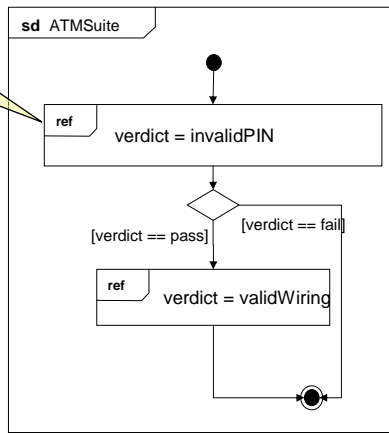 sd ATMSuite
ref
verdict = invalidPIN
[verdict == pass]
[verdict == fail]
ref
verdict = validWiring